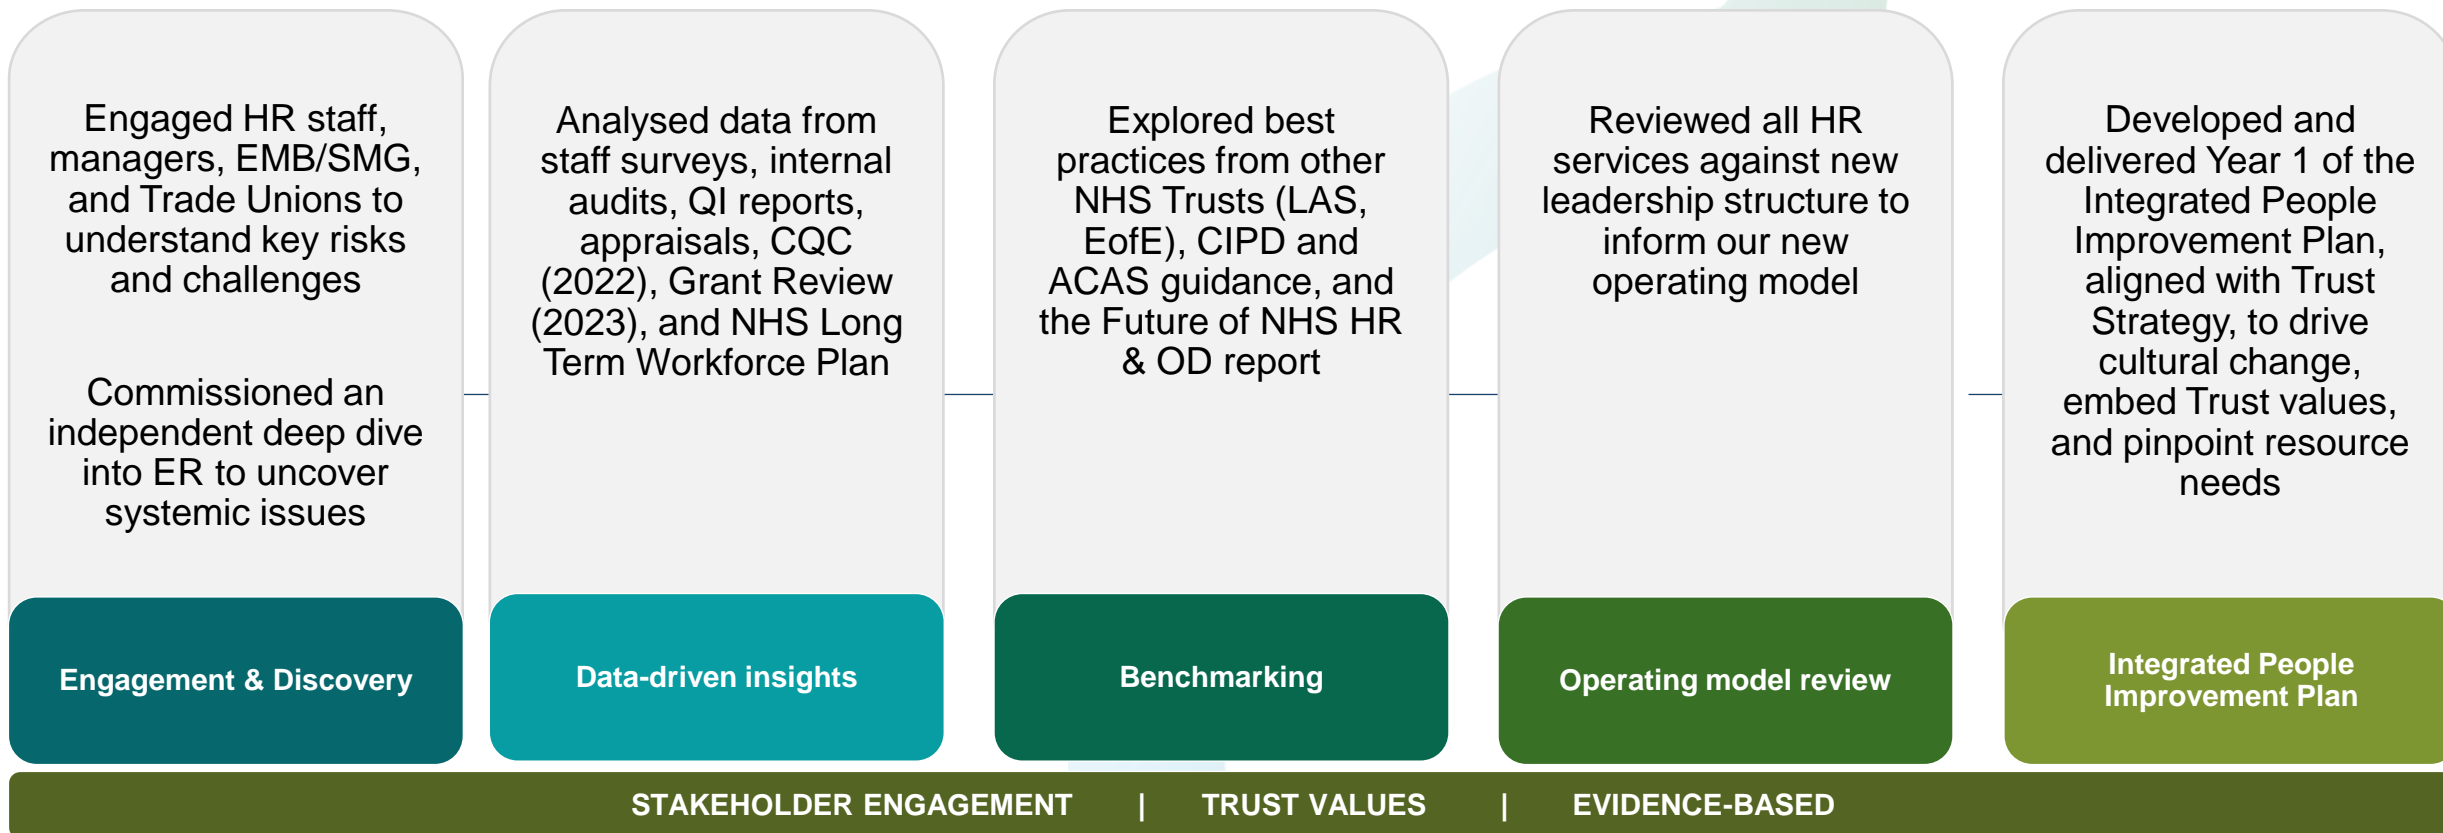 Engaged HR staff,
managers, EMB/SMG,
and Trade Unions to
understand key risks
and challenges
Commissioned an
independent deep dive
into ER to uncover
systemic issues
Engagement & Discovery
Analysed data from
staff surveys, internal
audits, QI reports,
appraisals, CQC
(2022), Grant Review
(2023), and NHS Long
Term Workforce Plan
Data-driven insights
Explored best
practices from other
NHS Trusts (LAS,
EofE), CIPD and
ACAS guidance, and
the Future of NHS HR
& OD report
Benchmarking
Reviewed all HR
services against new
leadership structure to
inform our new
operating model
Operating model review
Developed and
delivered Year 1 of the
Integrated People
Improvement Plan,
aligned with Trust
Strategy, to drive
cultural change,
embed Trust values,
and pinpoint resource
needs
Integrated People
Improvement Plan
STAKEHOLDER ENGAGEMENT | TRUST VALUES | EVIDENCE-BASED